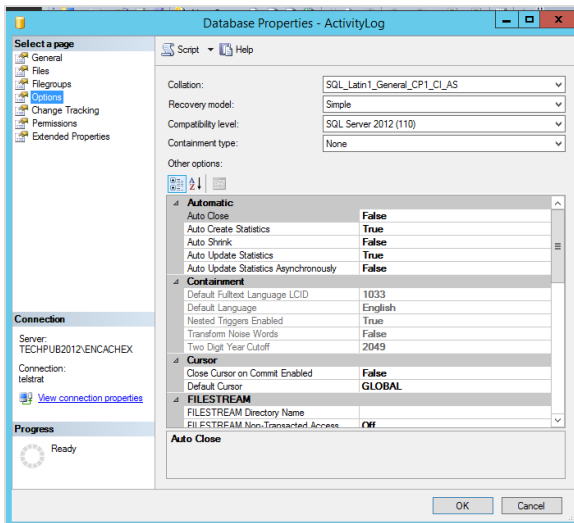 Database Properties - ActivityLog
Select a page
General
Files
Filegroups
Options
Change Tracking
Permissions
Extended Properties
Script Help
Collation: SQL_Latin1_General_CP1_CI_AS
Recovery model: Simple
Compatibility level: SQL Server 2012 (110)
Containment type: None
Other options:
Automatic
Auto Close False
Auto Create Statistics True
Auto Shrink False
Auto Update Statistics True
Auto Update Statistics Asynchronously False
Containment
Default Fulltext Language LCID 1033
Default Language English
Nested Triggers Enabled True
Transform Noise Words False
Two Digit Year Cutoff 2049
Cursor
Close Cursor on Commit Enabled False
Default Cursor GLOBAL
FILESTREAM
FILESTREAM Directory Name
FILESTREAM Non-Transacted Access Off
Auto Close
Connection
Server:
TECHPUB2012\ENCACHEX
Connection:
telstrat
View connection properties
Progress
Ready
OK Cancel